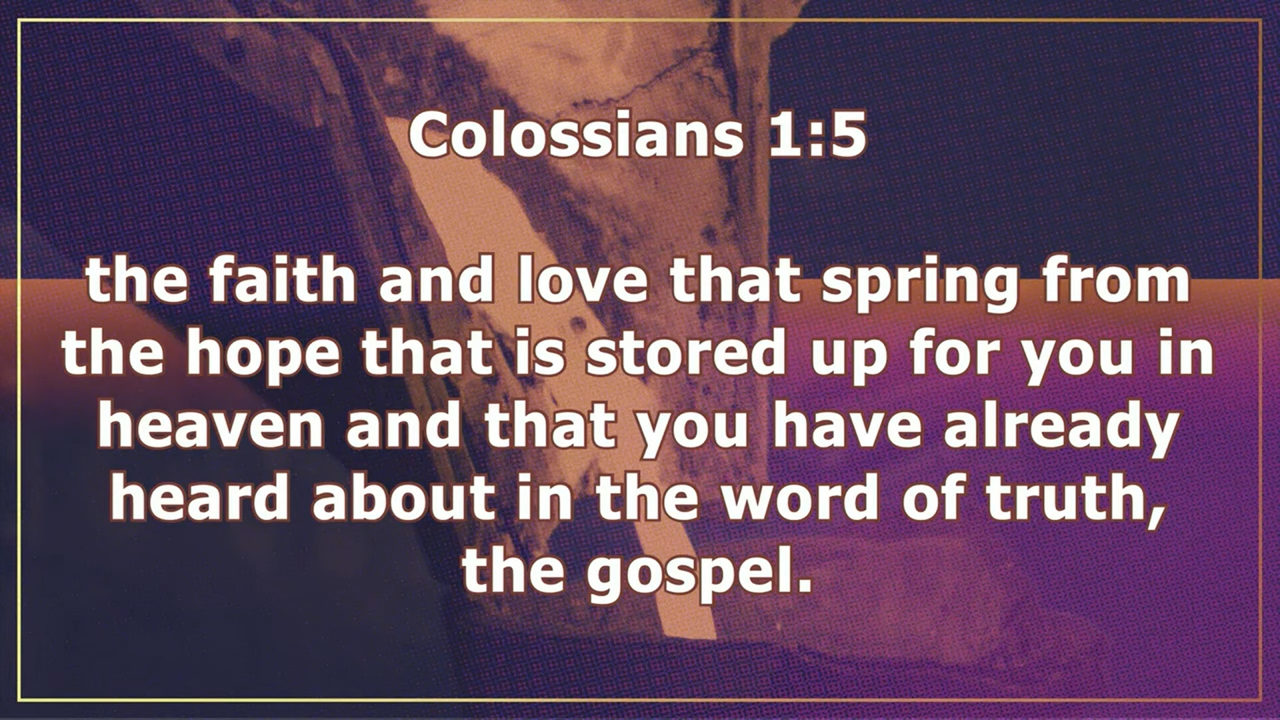 Colossians 1:5
the faith and love that spring from
the hope that is stored up for you in
heaven and that you have already
heard about in the word of truth,
the gospel.